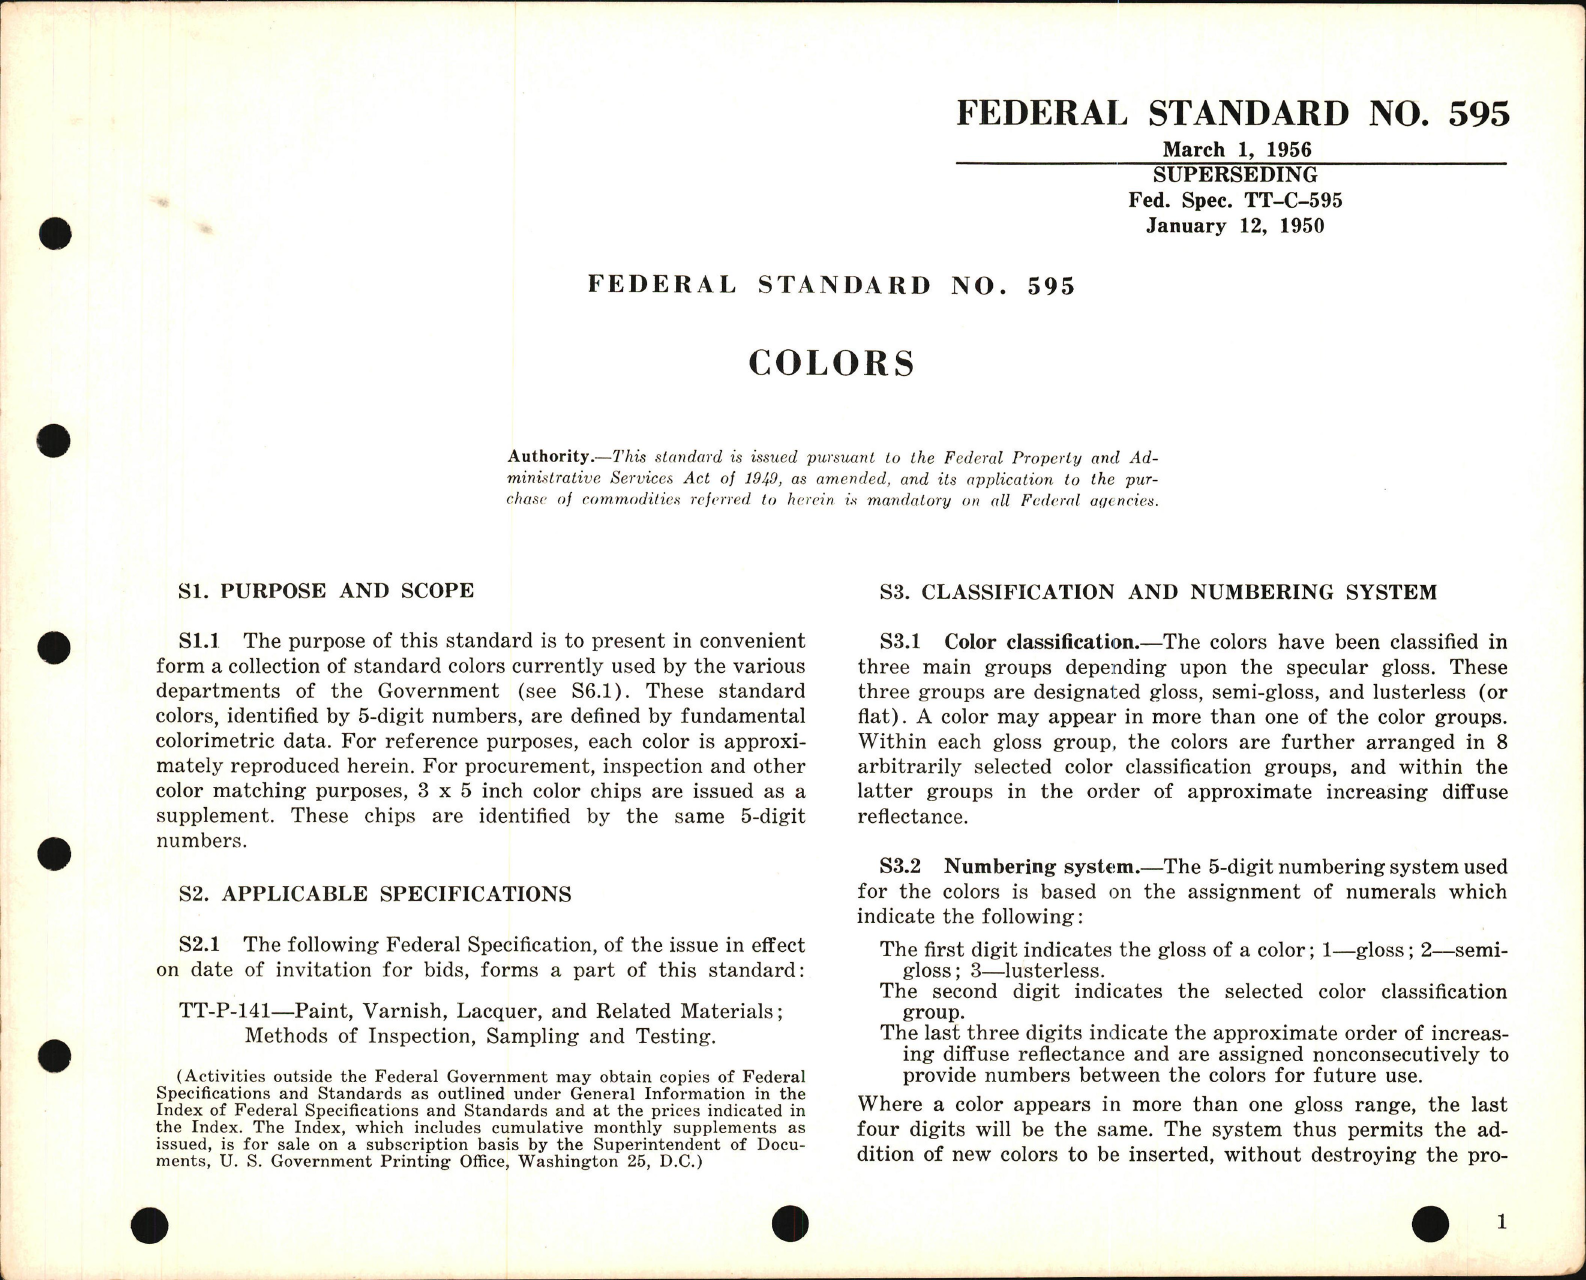 FEDERAL STANDARD NO. 595
March 1, 1956
SUPERSEDING
Fed. Spec. TT-C-595
January 12, 1950
FEDERAL STANDARD NO. 595
COLORS
Authority.—This standard is issued pursuant to the Federal Property and Ad-
ministrative Services Act of 1949, as amended, and its application to the pur-
chase of commodities referred to herein is mandatory on all Federal agencies.
S1. PURPOSE AND SCOPE
S1.1 The purpose of this standard is to present in convenient
form a collection of standard colors currently used by the various
departments of the Government (see S6.1). These standard
colors, identified by 5-digit numbers, are defined by fundamental
colorimetric data. For reference purposes, each color is approxi-
mately reproduced herein. For procurement, inspection and other
color matching purposes, 3 x 5 inch color chips are issued as a
supplement. These chips are identified by the same 5-digit
numbers.
S2. APPLICABLE SPECIFICATIONS
S2.1 The following Federal Specification, of the issue in effect
on date of invitation for bids, forms a part of this standard:
TT-P-141—Paint, Varnish, Lacquer, and Related Materials;
Methods of Inspection, Sampling and Testing.
(Activities outside the Federal Government may obtain copies of Federal
Specifications and Standards as outlined under General Information in the
Index of Federal Specifications and Standards and at the prices indicated in
the Index. The Index, which includes cumulative monthly supplements as
issued, is for sale on a subscription basis by the Superintendent of Docu-
ments, U. S. Government Printing Office, Washington 25, D.C.)
S3. CLASSIFICATION AND NUMBERING SYSTEM
S3.1 Color classification.—The colors have been classified in
three main groups depending upon the specular gloss. These
three groups are designated gloss, semi-gloss, and lusterless (or
flat). A color may appear in more than one of the color groups.
Within each gloss group, the colors are further arranged in 8
arbitrarily selected color classification groups, and within the
latter groups in the order of approximate increasing diffuse
reflectance.
S3.2 Numbering system.—The 5-digit numbering system used
for the colors is based on the assignment of numerals which
indicate the following:
The first digit indicates the gloss of a color; 1—gloss; 2—semi-
gloss; 3—lusterless.
The second digit indicates the selected color classification
group.
The last three digits indicate the approximate order of increas-
ing diffuse reflectance and are assigned nonconsecutively to
provide numbers between the colors for future use.
Where a color appears in more than one gloss range, the last
four digits will be the same. The system thus permits the ad-
dition of new colors to be inserted, without destroying the pro-
1